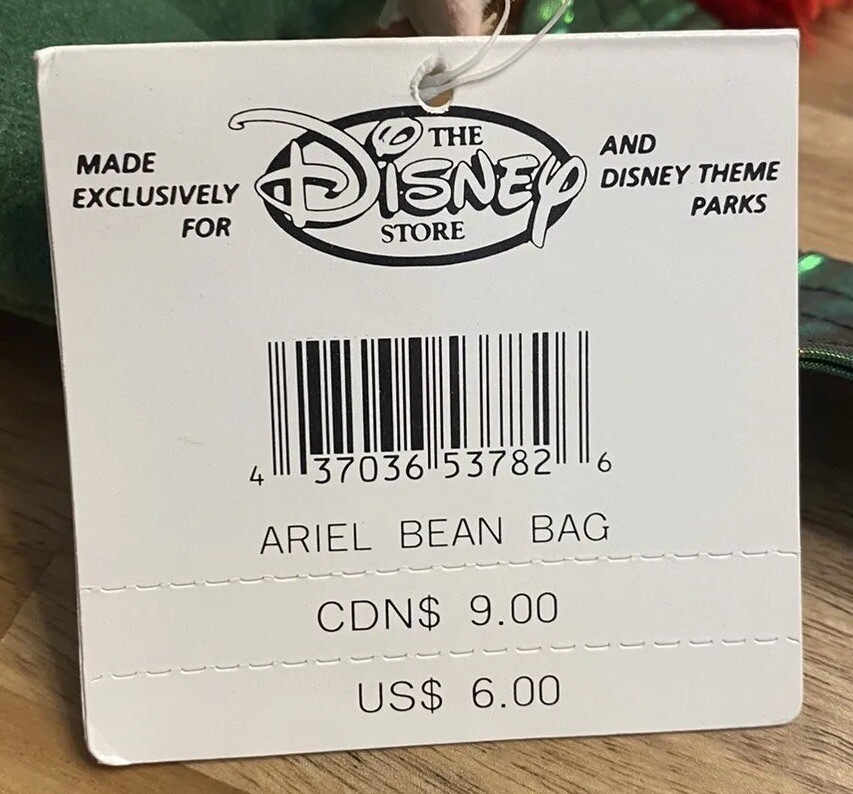 MADE
EXCLUSIVELY
FOR
THE
DISNEY
STORE
AND
DISNEY THEME
PARKS
4 37036 53782 6
ARIEL BEAN BAG
CDN$ 9.00
US$ 6.00